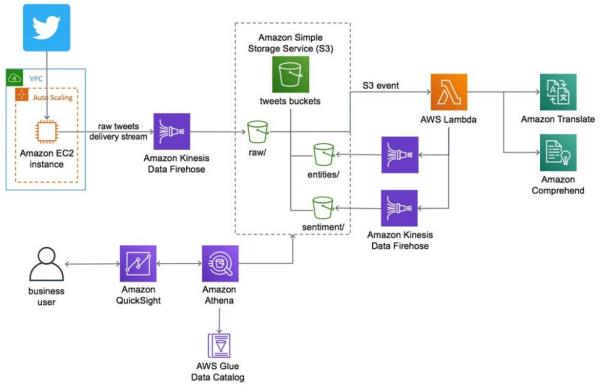 Amazon Simple
Storage Service (S3)
VPC
Auto Scaling
tweets buckets
S3 event
AWS Lambda
Amazon Translate
Amazon EC2
instance
raw tweets
delivery stream
Amazon Kinesis
Data Firehose
raw/
entities/
Amazon
Comprehend
sentiment/
Amazon Kinesis
Data Firehose
business
user
Amazon
QuickSight
Amazon
Athena
AWS Glue
Data Catalog